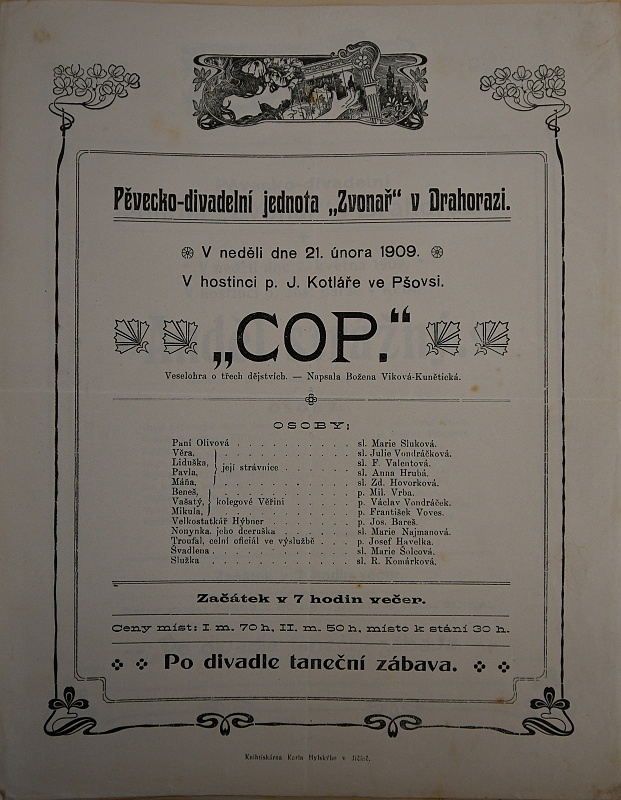 Pěvecko-divadelní jednota „Zvonař“ v Drahorazi.
V neděli dne 21. února 1909.
V hostinci p. J. Kotláře ve Pšovsi.
„COP.“
Veselohra o třech dějstvích. — Napsala Božena Viková-Kunětická.
OSOBY:
Paní Olivová . . . . . . . . . . sl. Marie Sluková.
Věra, sl. Julie Vondráčková.
Liduška, sl. F. Valentová.
Pavla, } její strávnice . . . . . . sl. Anna Hrubá.
Máňa, sl. Zd. Hovorková.
Beneš, p. Mil. Vrba.
Vašatý, } kolegové Věřini . . . . . p. Václav Vondráček.
Mikula, p. František Voves.
Velkostatkář Hýbner . . . . . . . p. Jos. Bareš.
Nonynka, jeho dceruška . . . . . . sl. Marie Najmanová.
Troufal, celní oficiál ve výslužbě . . . p. Josef Havelka.
Švadlena . . . . . . . . . . . sl. Marie Šolcová.
Služka . . . . . . . . . . . . sl. R. Komárková.
Začátek v 7 hodin večer.
Ceny míst: I. m. 70 h, II. m. 50 h, místo k stání 30 h.
Po divadle taneční zábava.
Knihtiskárna Karla Hybského v Jičíně.